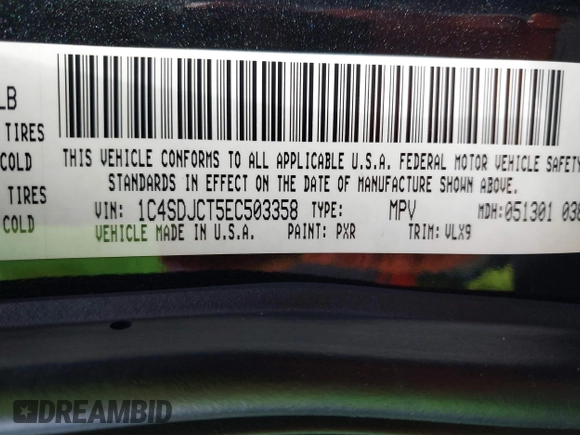 LB
TIRES
COLD
THIS VEHICLE CONFORMS TO ALL APPLICABLE U.S.A. FEDERAL MOTOR VEHICLE SAFETY
TIRES
STANDARDS IN EFFECT ON THE DATE OF MANUFACTURE SHOWN ABOVE.
COLD
VIN: 1C4SDJCT5EC503358 TYPE: MPV MDH:051301 038
VEHICLE MADE IN U.S.A. PAINT: PXR TRIM: VLX9
DREAMBID